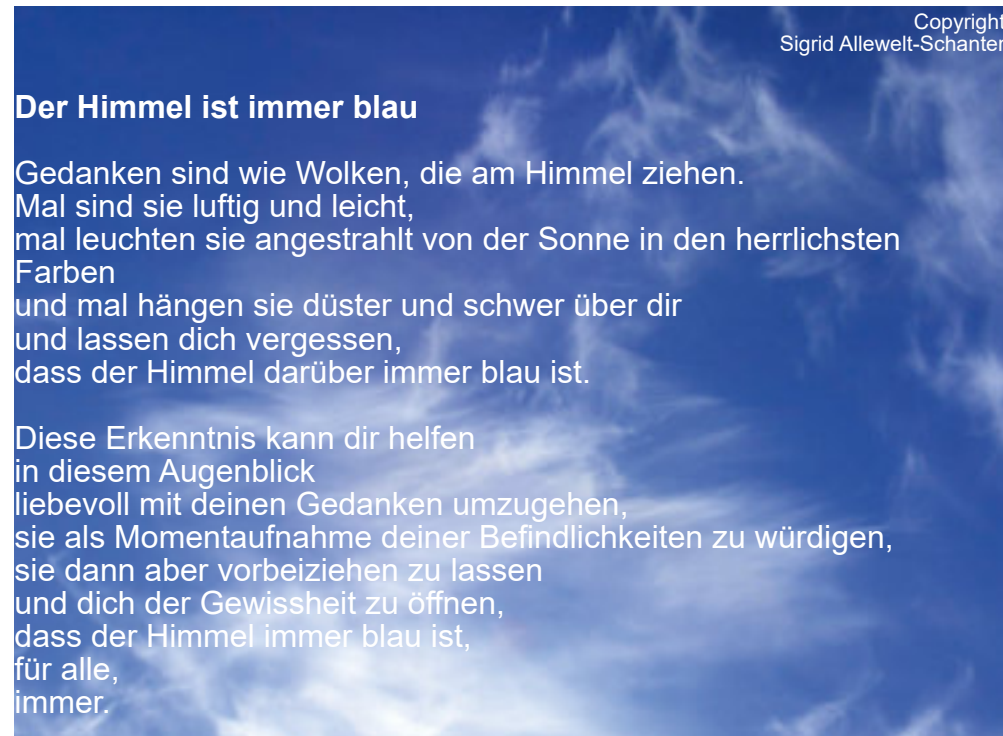 Copyright
Sigrid Allewelt-Schanter
Der Himmel ist immer blau
Gedanken sind wie Wolken, die am Himmel ziehen.
Mal sind sie luftig und leicht,
mal leuchten sie angestrahlt von der Sonne in den herrlichsten
Farben
und mal hängen sie düster und schwer über dir
und lassen dich vergessen,
dass der Himmel darüber immer blau ist.
Diese Erkenntnis kann dir helfen
in diesem Augenblick
liebevoll mit deinen Gedanken umzugehen,
sie als Momentaufnahme deiner Befindlichkeiten zu würdigen,
sie dann aber vorbeiziehen zu lassen
und dich der Gewissheit zu öffnen,
dass der Himmel immer blau ist,
für alle,
immer.